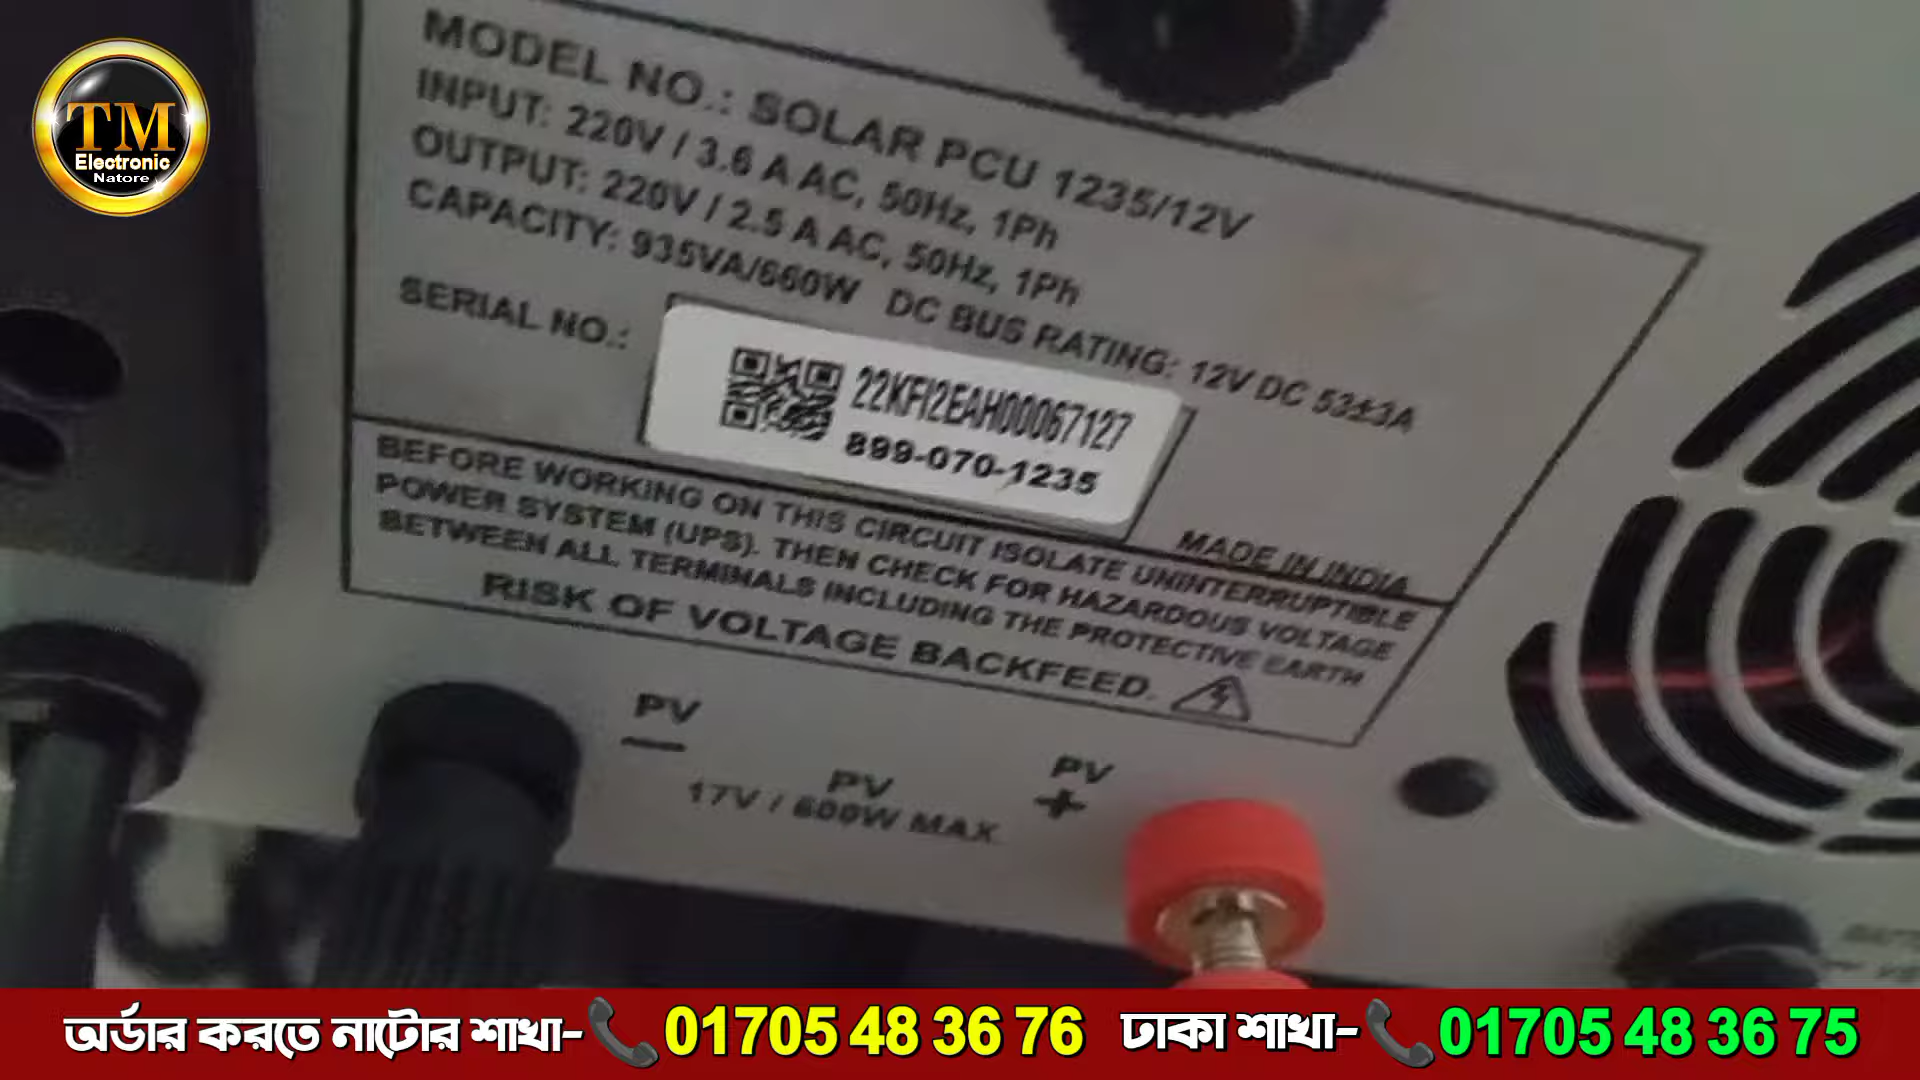 TM
Electronic
Natore
MODEL NO.: SOLAR PCU 1235/12V
INPUT: 220V / 3.6 A AC, 50Hz, 1Ph
OUTPUT: 220V / 2.5 A AC, 50Hz, 1Ph
CAPACITY: 935VA/660W DC BUS RATING: 12V DC 53±3A
SERIAL NO.:
22KFI2EAH00067127
899-070-1235
MADE IN INDIA
BEFORE WORKING ON THIS CIRCUIT ISOLATE UNINTERRUPTIBLE
POWER SYSTEM (UPS). THEN CHECK FOR HAZARDOUS VOLTAGE
BETWEEN ALL TERMINALS INCLUDING THE PROTECTIVE EARTH
RISK OF VOLTAGE BACKFEED.
PV
−
PV
17V / 600W MAX.
PV
+
অর্ডার করতে নাটোর শাখা- 01705 48 36 76 ঢাকা শাখা- 01705 48 36 75